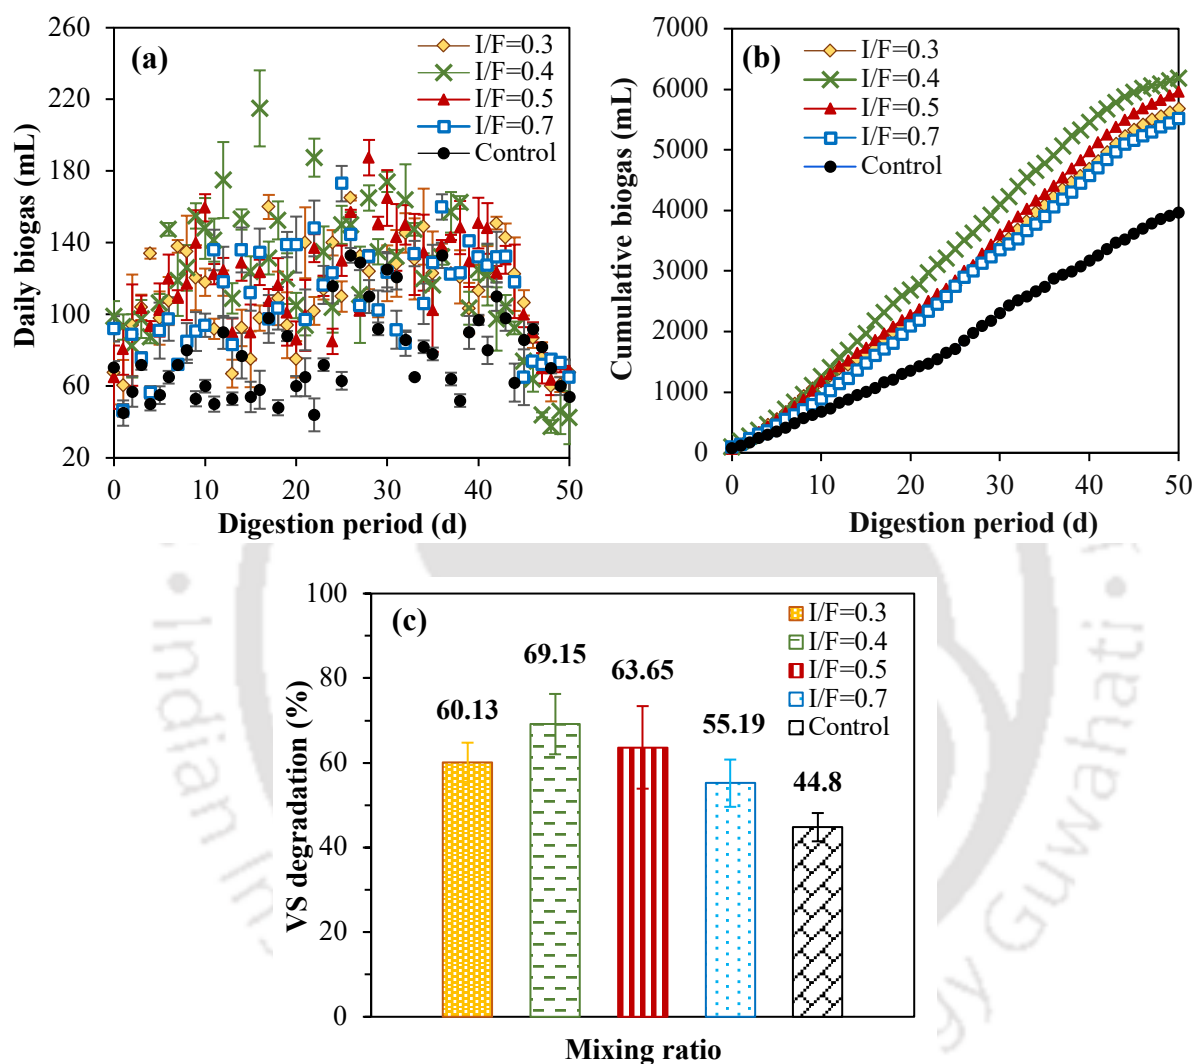 (a)
I/F=0.3
I/F=0.4
I/F=0.5
I/F=0.7
Control
Daily biogas (mL)
260
220
180
140
100
60
20
0 10 20 30 40 50
Digestion period (d)
(b)
I/F=0.3
I/F=0.4
I/F=0.5
I/F=0.7
Control
Cumulative biogas (mL)
7000
6000
5000
4000
3000
2000
1000
0
0 10 20 30 40 50
Digestion period (d)
(c)
I/F=0.3
I/F=0.4
I/F=0.5
I/F=0.7
Control
VS degradation (%)
100
80
60
40
20
0
60.13
69.15
63.65
55.19
44.8
Mixing ratio
Indian
Guwahati